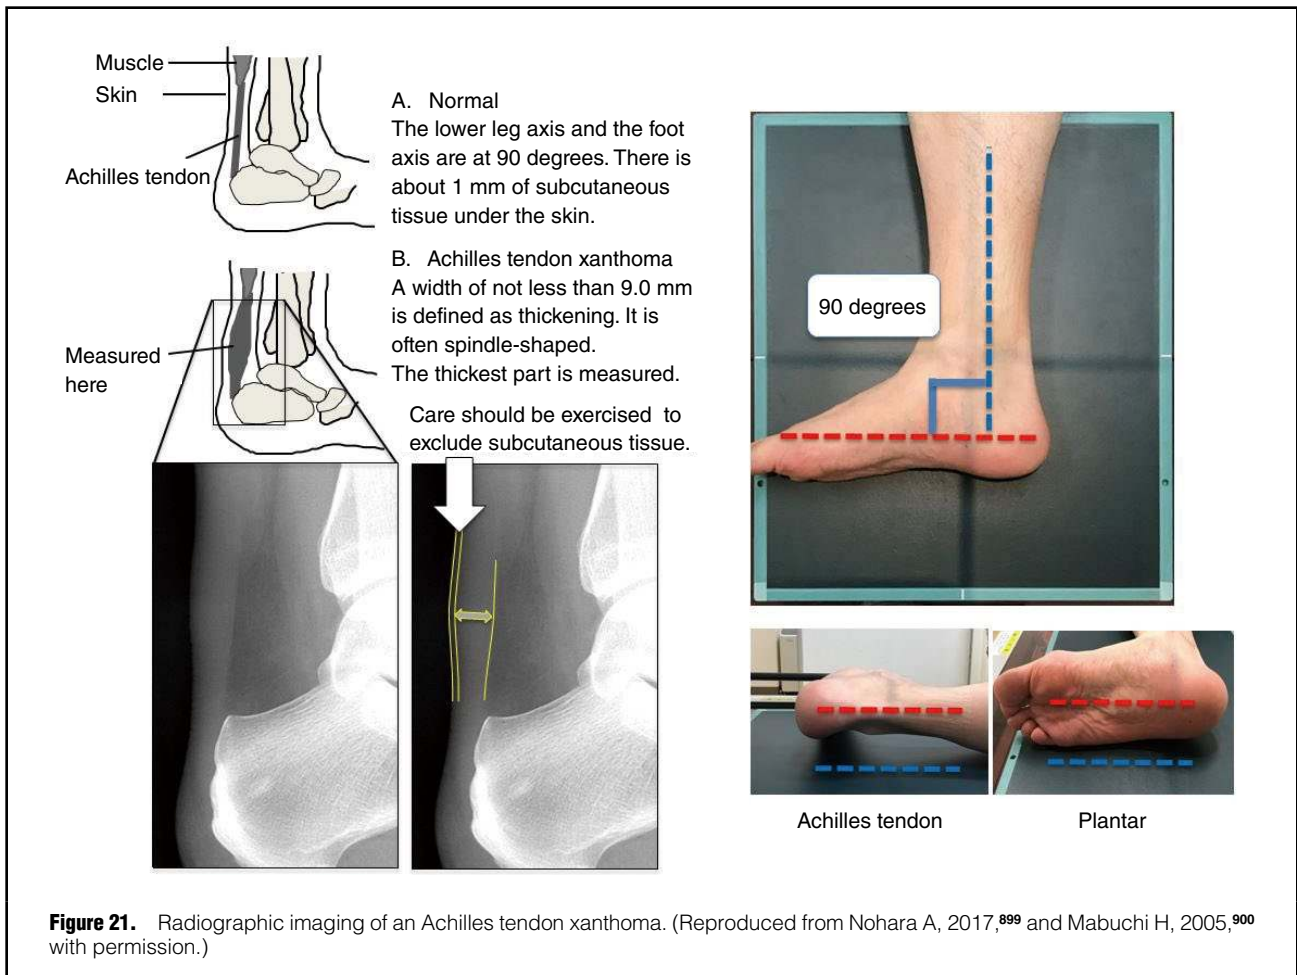 Muscle
Skin
Achilles tendon
A. Normal
The lower leg axis and the foot
axis are at 90 degrees. There is
about 1 mm of subcutaneous
tissue under the skin.
B. Achilles tendon xanthoma
A width of not less than 9.0 mm
is defined as thickening. It is
often spindle-shaped.
The thickest part is measured.
Measured
here
Care should be exercised to
exclude subcutaneous tissue.
90 degrees
Achilles tendon
Plantar
Figure 21. Radiographic imaging of an Achilles tendon xanthoma. (Reproduced from Nohara A, 2017,899 and Mabuchi H, 2005,900
with permission.)